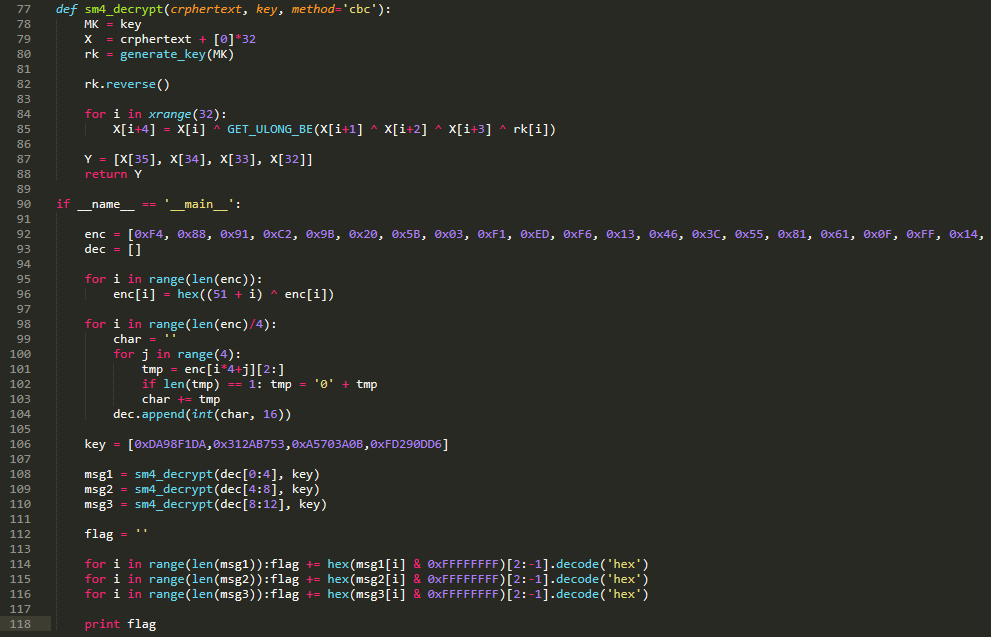 77 def sm4_decrypt(crphertext, key, method='cbc'):
78 MK = key
79 X  = crphertext + [0]*32
80 rk = generate_key(MK)
81
82 rk.reverse()
83
84 for i in xrange(32):
85 X[i+4] = X[i] ^ GET_ULONG_BE(X[i+1] ^ X[i+2] ^ X[i+3] ^ rk[i])
86
87 Y = [X[35], X[34], X[33], X[32]]
88 return Y
89
90 if __name__ == '__main__':
91
92 enc = [0xF4, 0x88, 0x91, 0xC2, 0x9B, 0x20, 0x5B, 0x03, 0xF1, 0xED, 0xF6, 0x13, 0x46, 0x3C, 0x55, 0x81, 0x61, 0x0F, 0xFF, 0x14,
93 dec = []
94
95 for i in range(len(enc)):
96 enc[i] = hex((51 + i) ^ enc[i])
97
98 for i in range(len(enc)/4):
99 char = ''
100 for j in range(4):
101 tmp = enc[i*4+j][2:]
102 if len(tmp) == 1: tmp = '0' + tmp
103 char += tmp
104 dec.append(int(char, 16))
105
106 key = [0xDA98F1DA,0x312AB753,0xA5703A0B,0xFD290DD6]
107
108 msg1 = sm4_decrypt(dec[0:4], key)
109 msg2 = sm4_decrypt(dec[4:8], key)
110 msg3 = sm4_decrypt(dec[8:12], key)
111
112 flag = ''
113
114 for i in range(len(msg1)):flag += hex(msg1[i] & 0xFFFFFFFF)[2:-1].decode('hex')
115 for i in range(len(msg2)):flag += hex(msg2[i] & 0xFFFFFFFF)[2:-1].decode('hex')
116 for i in range(len(msg3)):flag += hex(msg3[i] & 0xFFFFFFFF)[2:-1].decode('hex')
117
118 print flag